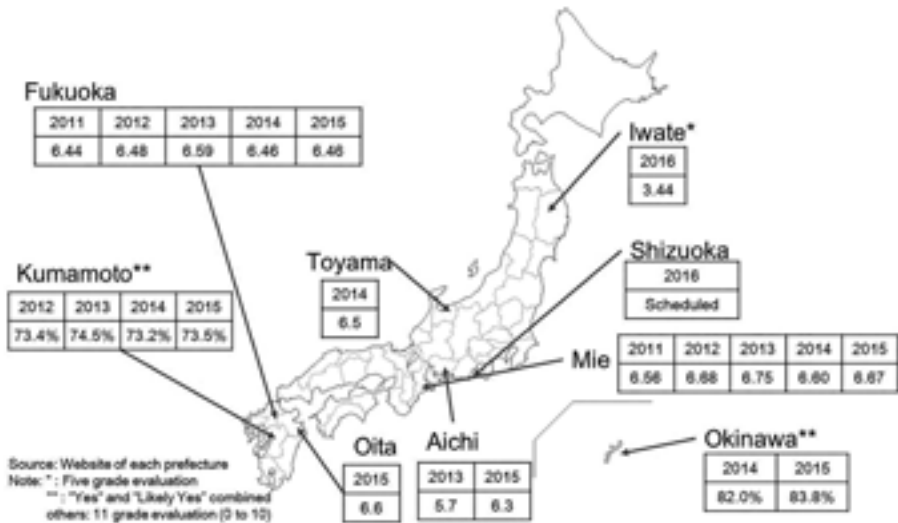 Fukuoka
2011 2012 2013 2014 2015
6.44 6.48 6.59 6.46 6.46
Iwate*
2016
3.44
Kumamoto**
2012 2013 2014 2015
73.4% 74.5% 73.2% 73.5%
Toyama
2014
6.5
Shizuoka
2016
Scheduled
Mie
2011 2012 2013 2014 2015
6.56 6.68 6.75 6.60 6.67
Oita
2015
6.6
Aichi
2013 2015
5.7 6.3
Okinawa**
2014 2015
82.0% 83.8%
Source: Website of each prefecture
Note: * : Five grade evaluation
** : "Yes" and "Likely Yes" combined
others: 11 grade evaluation (0 to 10)